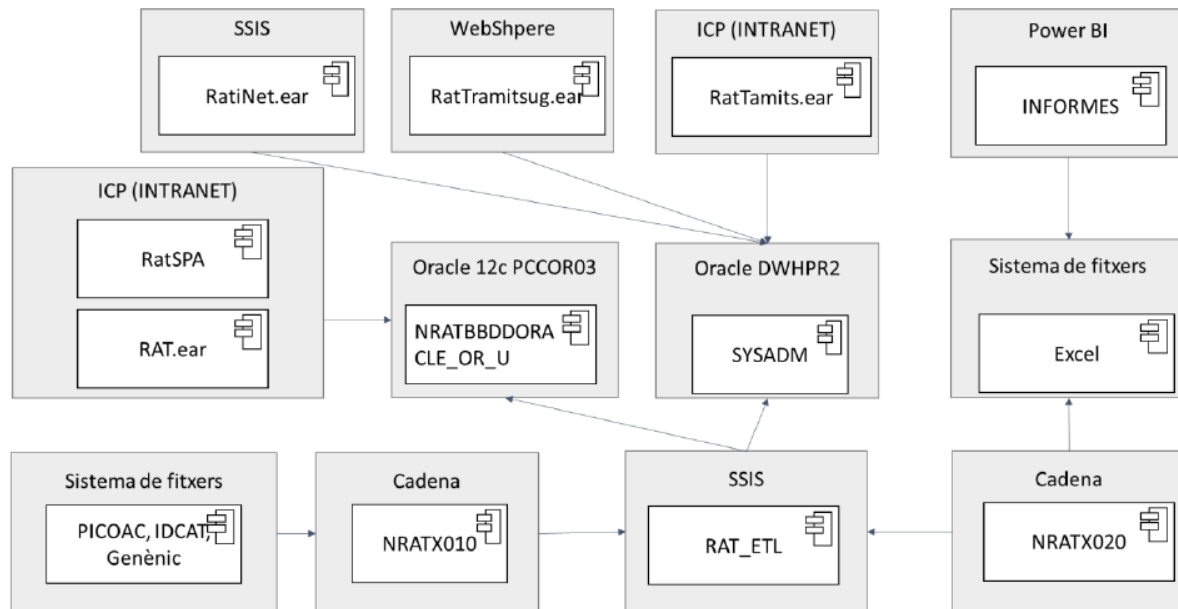 SSIS
RatiNet.ear
WebShpere
RatTramitsug.ear
ICP (INTRANET)
RatTamits.ear
Power BI
INFORMES
ICP (INTRANET)
RatSPA
RAT.ear
Oracle 12c PCCOR03
NRATBBDDORA
CLE_OR_U
Oracle DWHPR2
SYSADM
Sistema de fitxers
Excel
Sistema de fitxers
PICOAC, IDCAT,
Genènic
Cadena
NRATX010
SSIS
RAT_ETL
Cadena
NRATX020